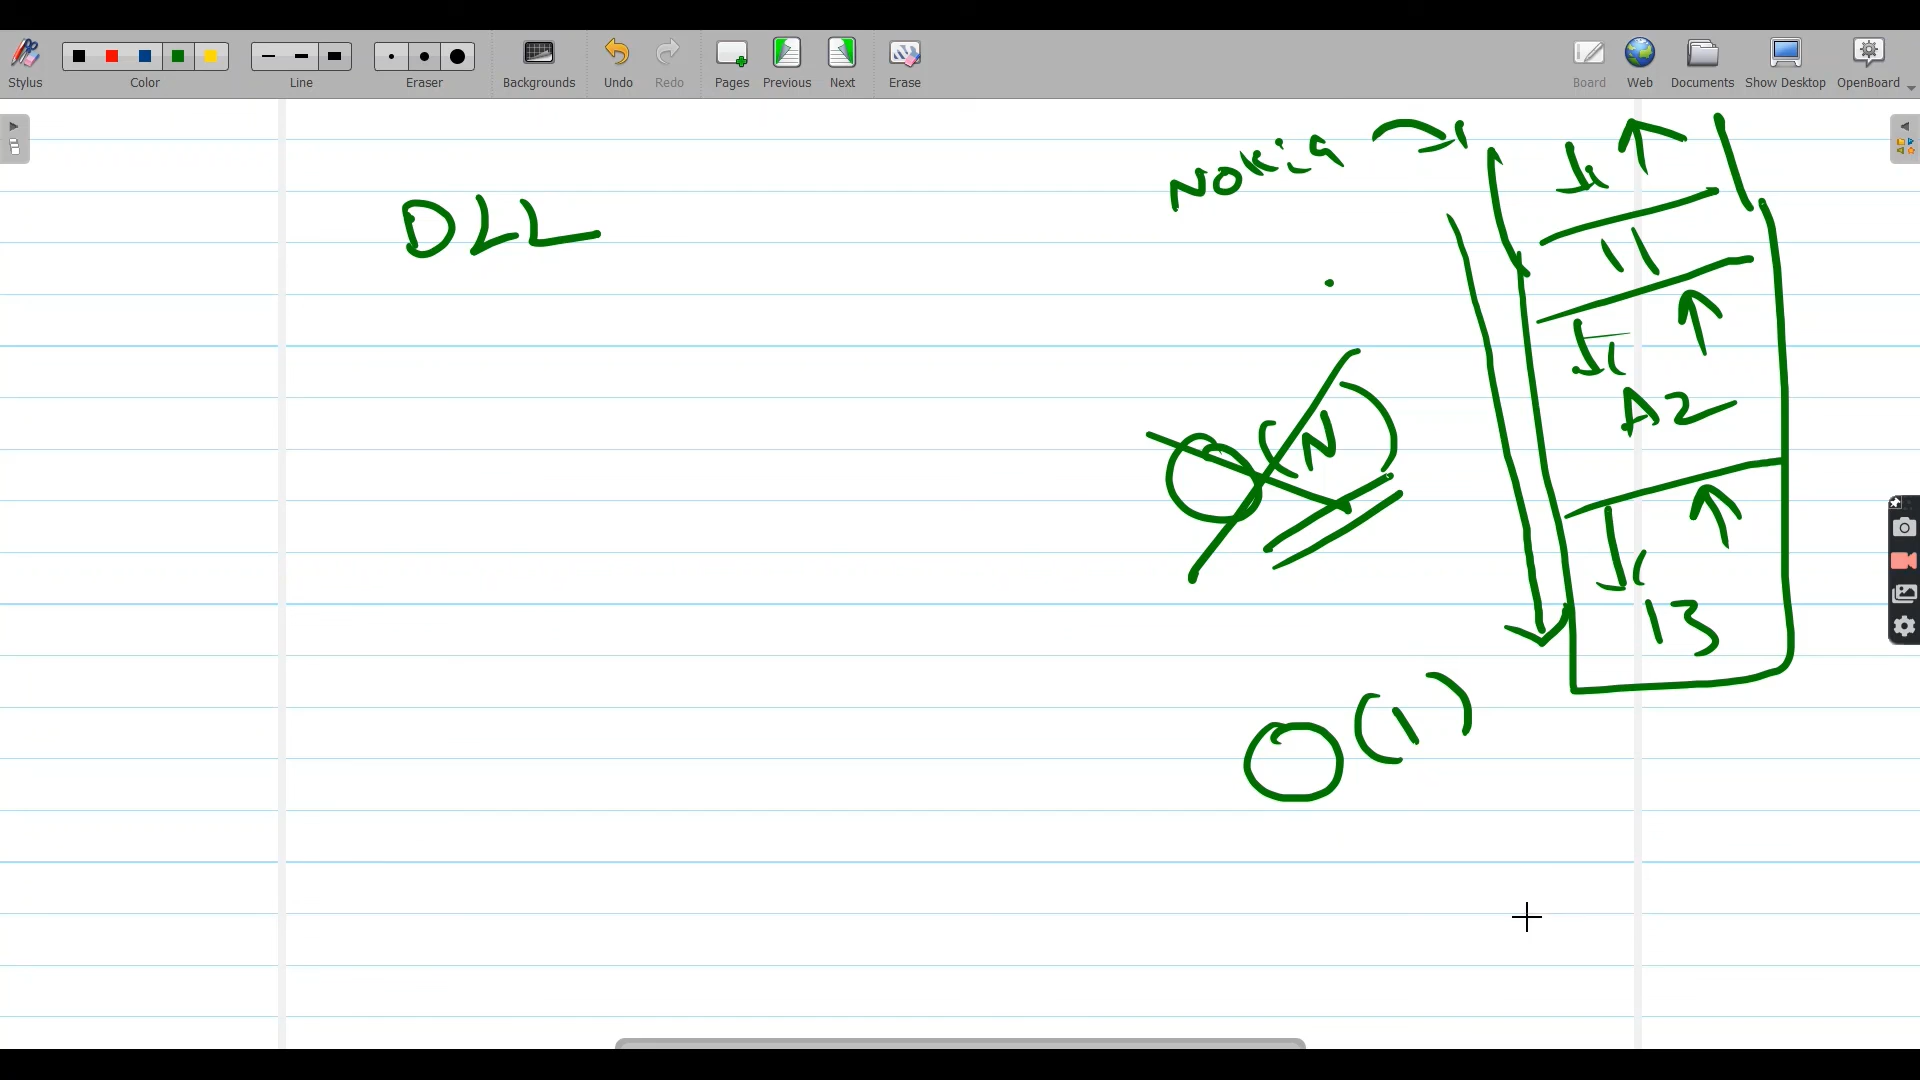 Stylus Color Line Eraser Backgrounds Undo Redo Pages Previous Next Erase Board Web Documents Show Desktop OpenBoard
NOKiA
DLL
11
A2
O(N)
13
O(1)